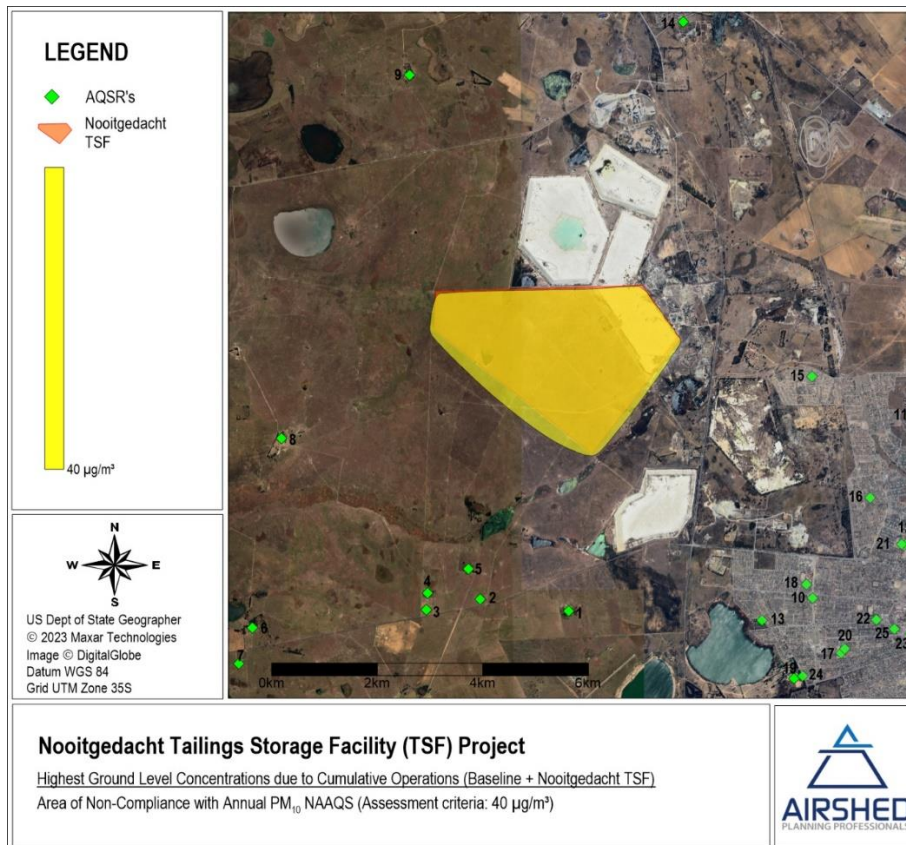 LEGEND
AQSR's
Nooitgedacht
TSF
40 µg/m³
N
W E
S
US Dept of State Geographer
© 2023 Maxar Technologies
Image © DigitalGlobe
Datum WGS 84
Grid UTM Zone 35S
14
9
15
11
8
16
21
5
4
18
2
10
3
1
13
22
6
25
23
20
17
7
19
24
0km 2km 4km 6km
Nooitgedacht Tailings Storage Facility (TSF) Project
Highest Ground Level Concentrations due to Cumulative Operations (Baseline + Nooitgedacht TSF)
Area of Non-Compliance with Annual PM₁₀ NAAQS (Assessment criteria: 40 µg/m³)
AIRSHED
PLANNING PROFESSIONALS